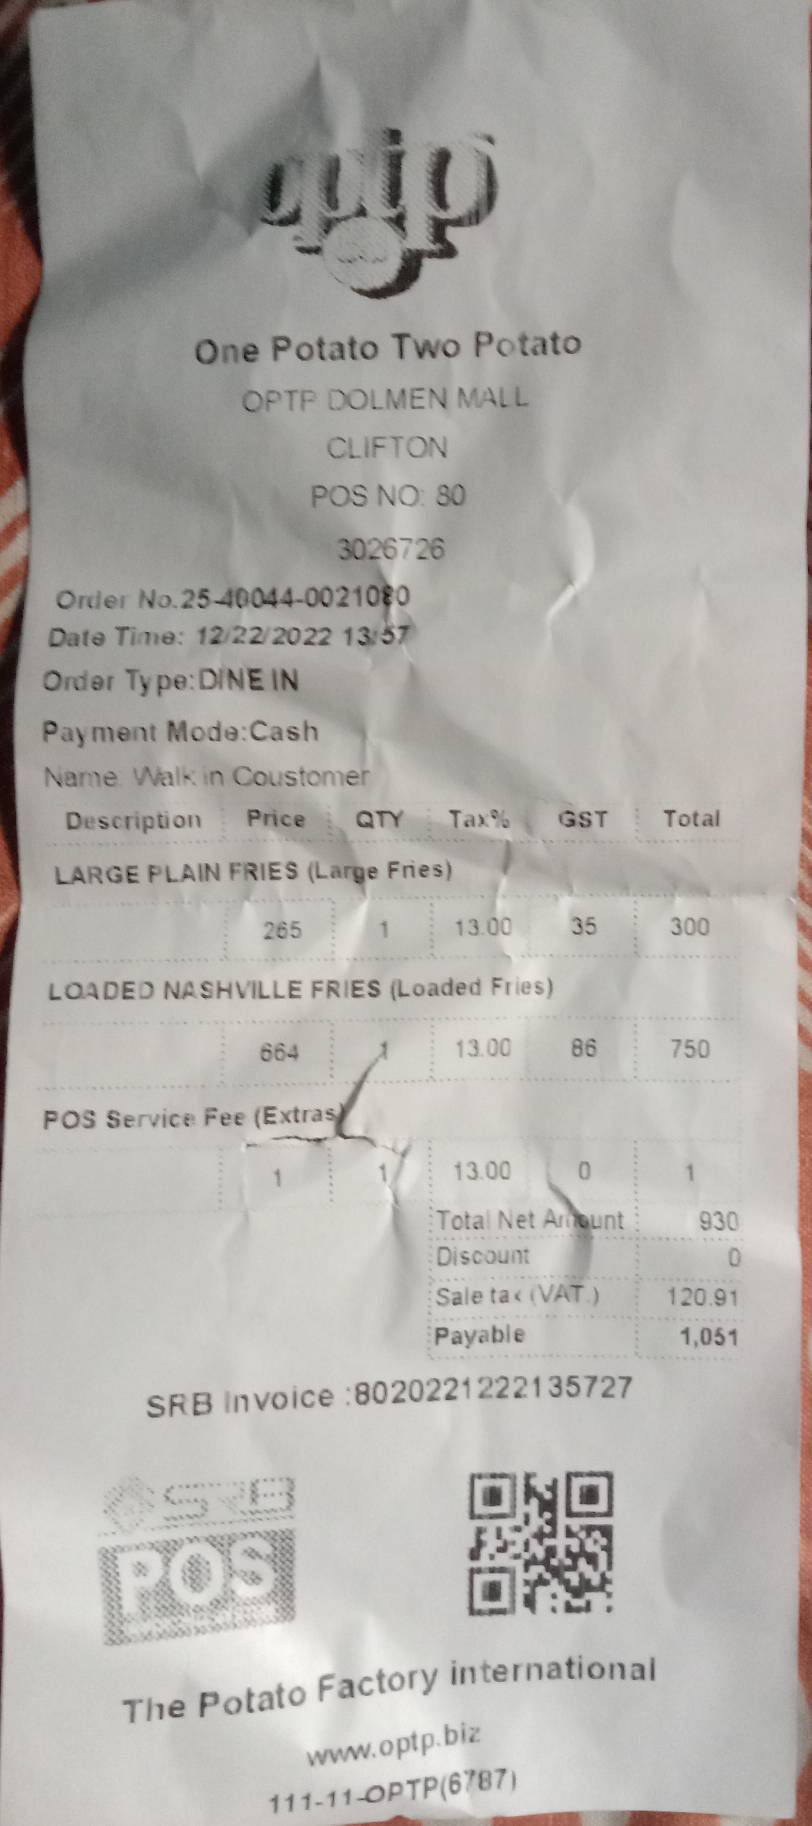 optp
One Potato Two Potato
OPTP DOLMEN MALL
CLIFTON
POS NO: 80
3026726
Order No.25-40044-0021080
Date Time: 12/22/2022 13:57
Order Type:DINE IN
Payment Mode:Cash
Name: Walk in Coustomer
Description Price QTY Tax% GST Total
LARGE PLAIN FRIES (Large Fries)
265 1 13.00 35 300
LOADED NASHVILLE FRIES (Loaded Fries)
664 1 13.00 86 750
POS Service Fee (Extras)
1 1 13.00 0 1
Total Net Amount 930
Discount 0
Sale tax (VAT.) 120.91
Payable 1,051
SRB Invoice :8020221222135727
SRB
POS
The Potato Factory international
www.optp.biz
111-11-OPTP(6787)